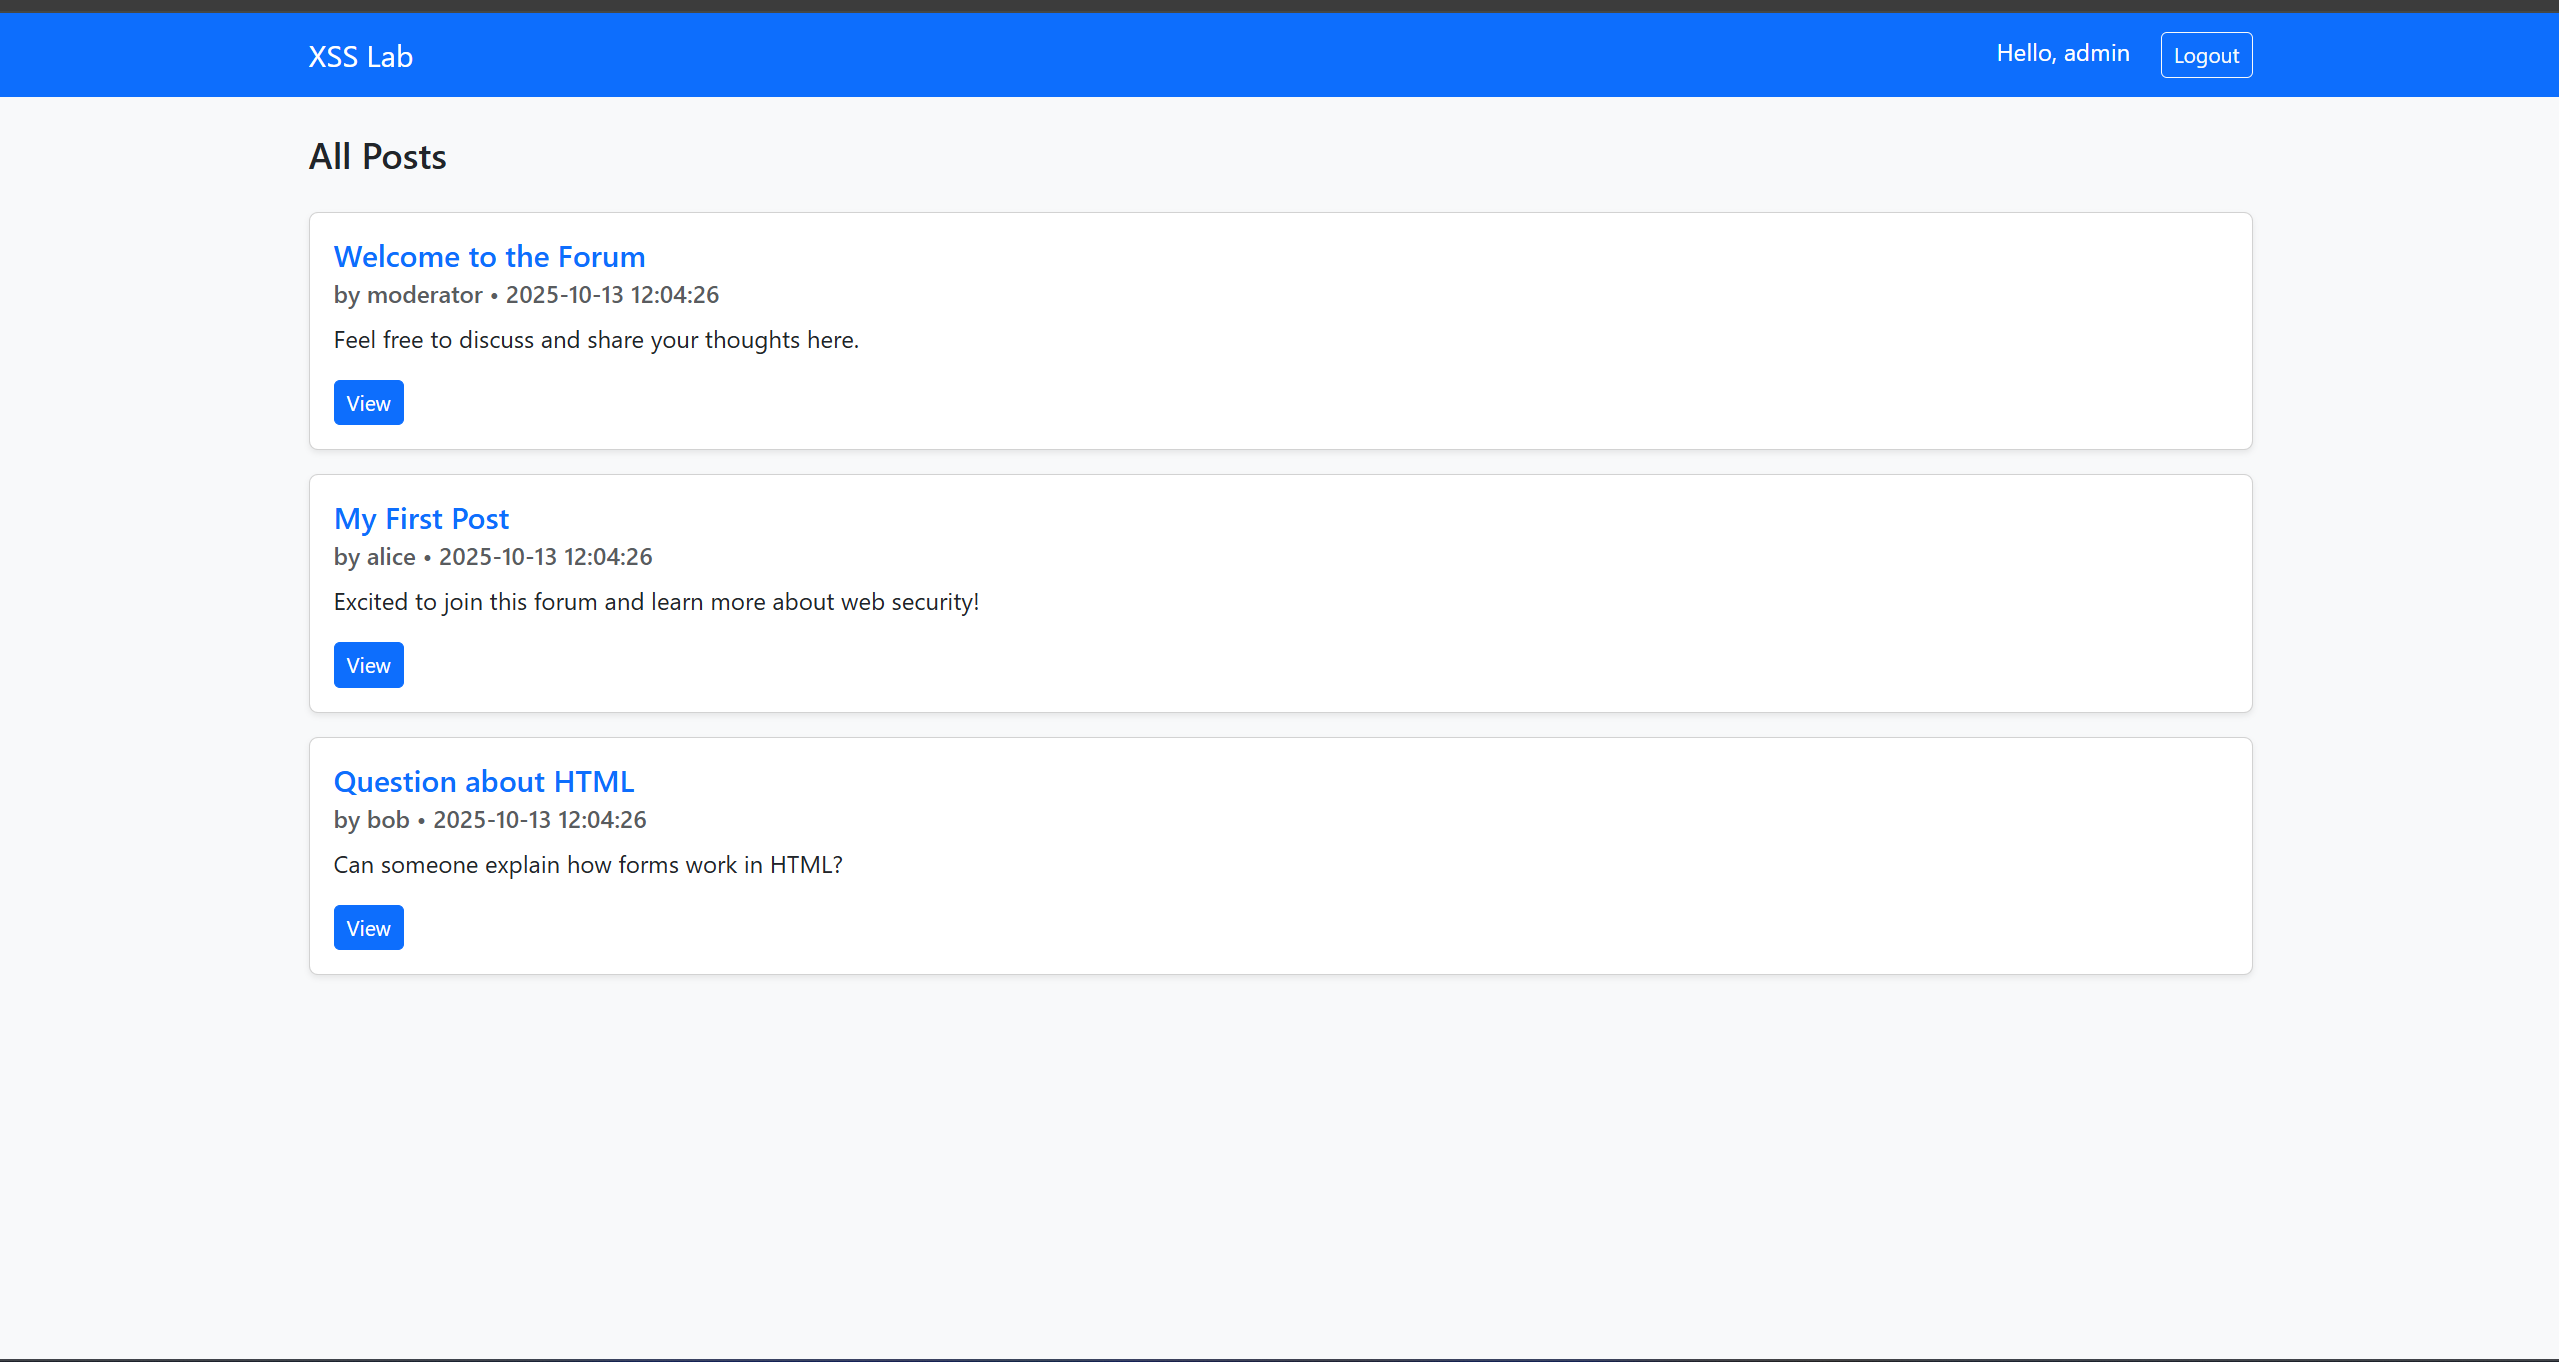 XSS Lab
Hello, admin
Logout
All Posts
Welcome to the Forum
by moderator • 2025-10-13 12:04:26
Feel free to discuss and share your thoughts here.
View
My First Post
by alice • 2025-10-13 12:04:26
Excited to join this forum and learn more about web security!
View
Question about HTML
by bob • 2025-10-13 12:04:26
Can someone explain how forms work in HTML?
View